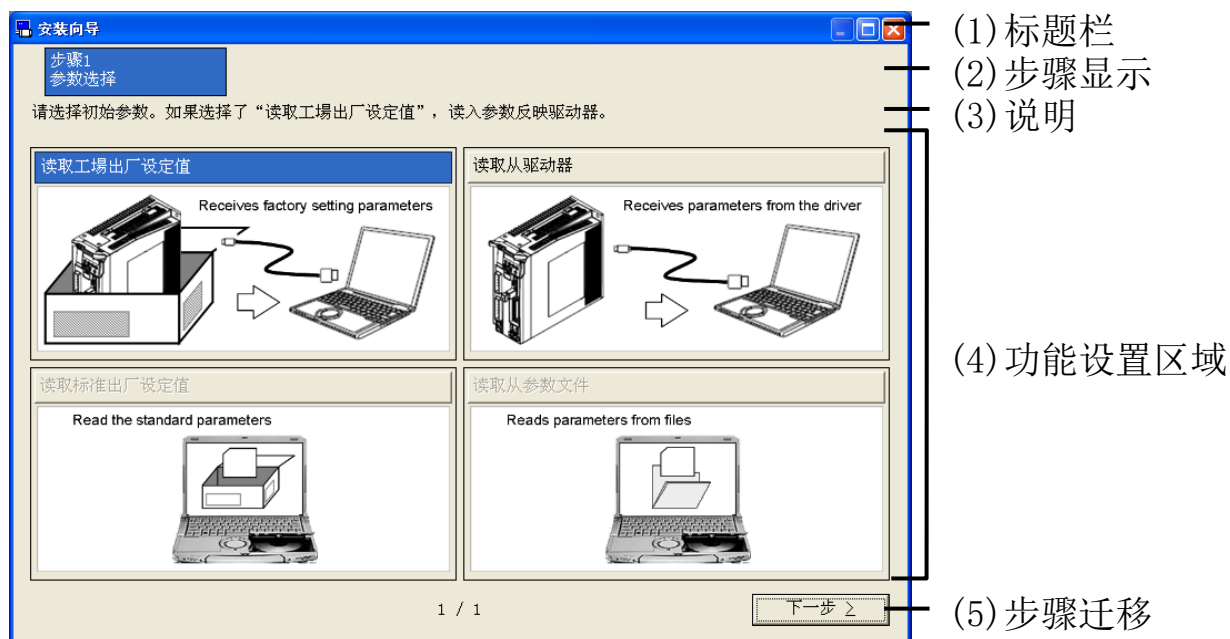 安装向导
(1)标题栏
步骤1
参数选择
(2)步骤显示
请选择初始参数。如果选择了“读取工場出厂设定值”，读入参数反映驱动器。
(3)说明
读取工場出厂设定值
读取从驱动器
Receives factory setting parameters
Receives parameters from the driver
(4)功能设置区域
读取标准出厂设定值
读取从参数文件
Read the standard parameters
Reads parameters from files
1 / 1
下一步 ≥
(5)步骤迁移